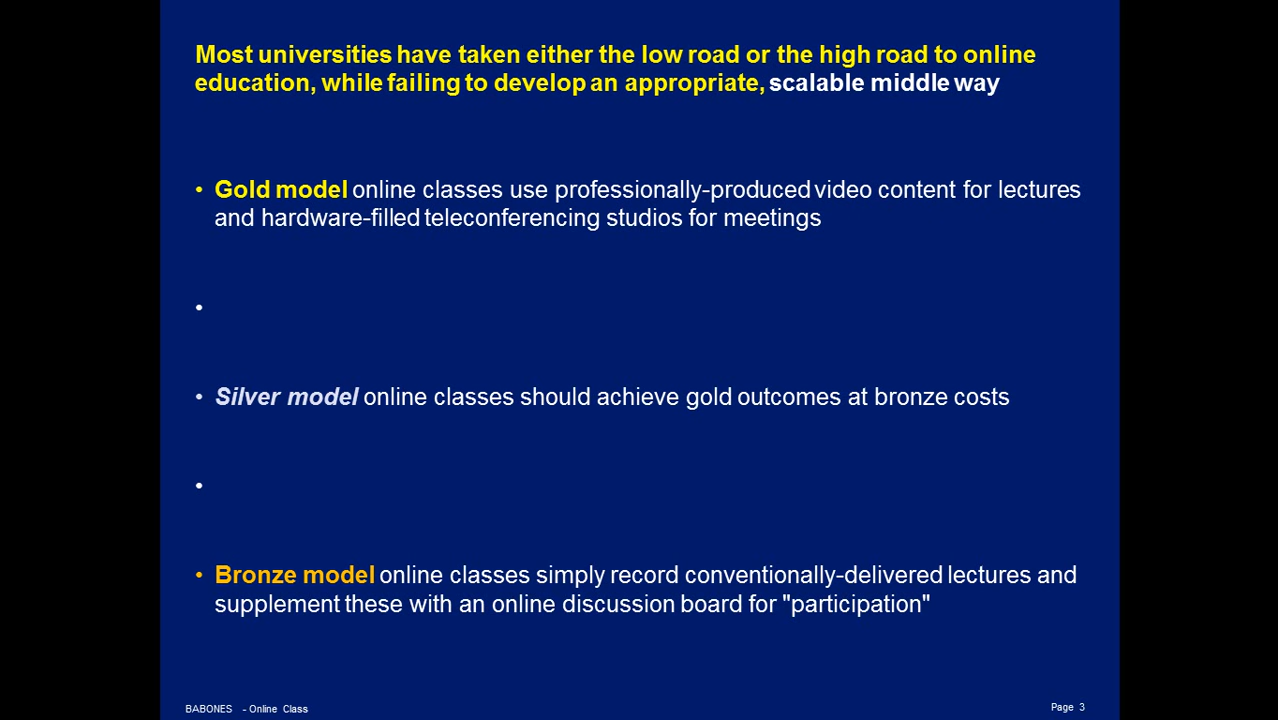 Most universities have taken either the low road or the high road to online
education, while failing to develop an appropriate, scalable middle way
• Gold model online classes use professionally-produced video content for lectures
and hardware-filled teleconferencing studios for meetings
•
• Silver model online classes should achieve gold outcomes at bronze costs
•
• Bronze model online classes simply record conventionally-delivered lectures and
supplement these with an online discussion board for "participation"
BABONES - Online Class
Page 3